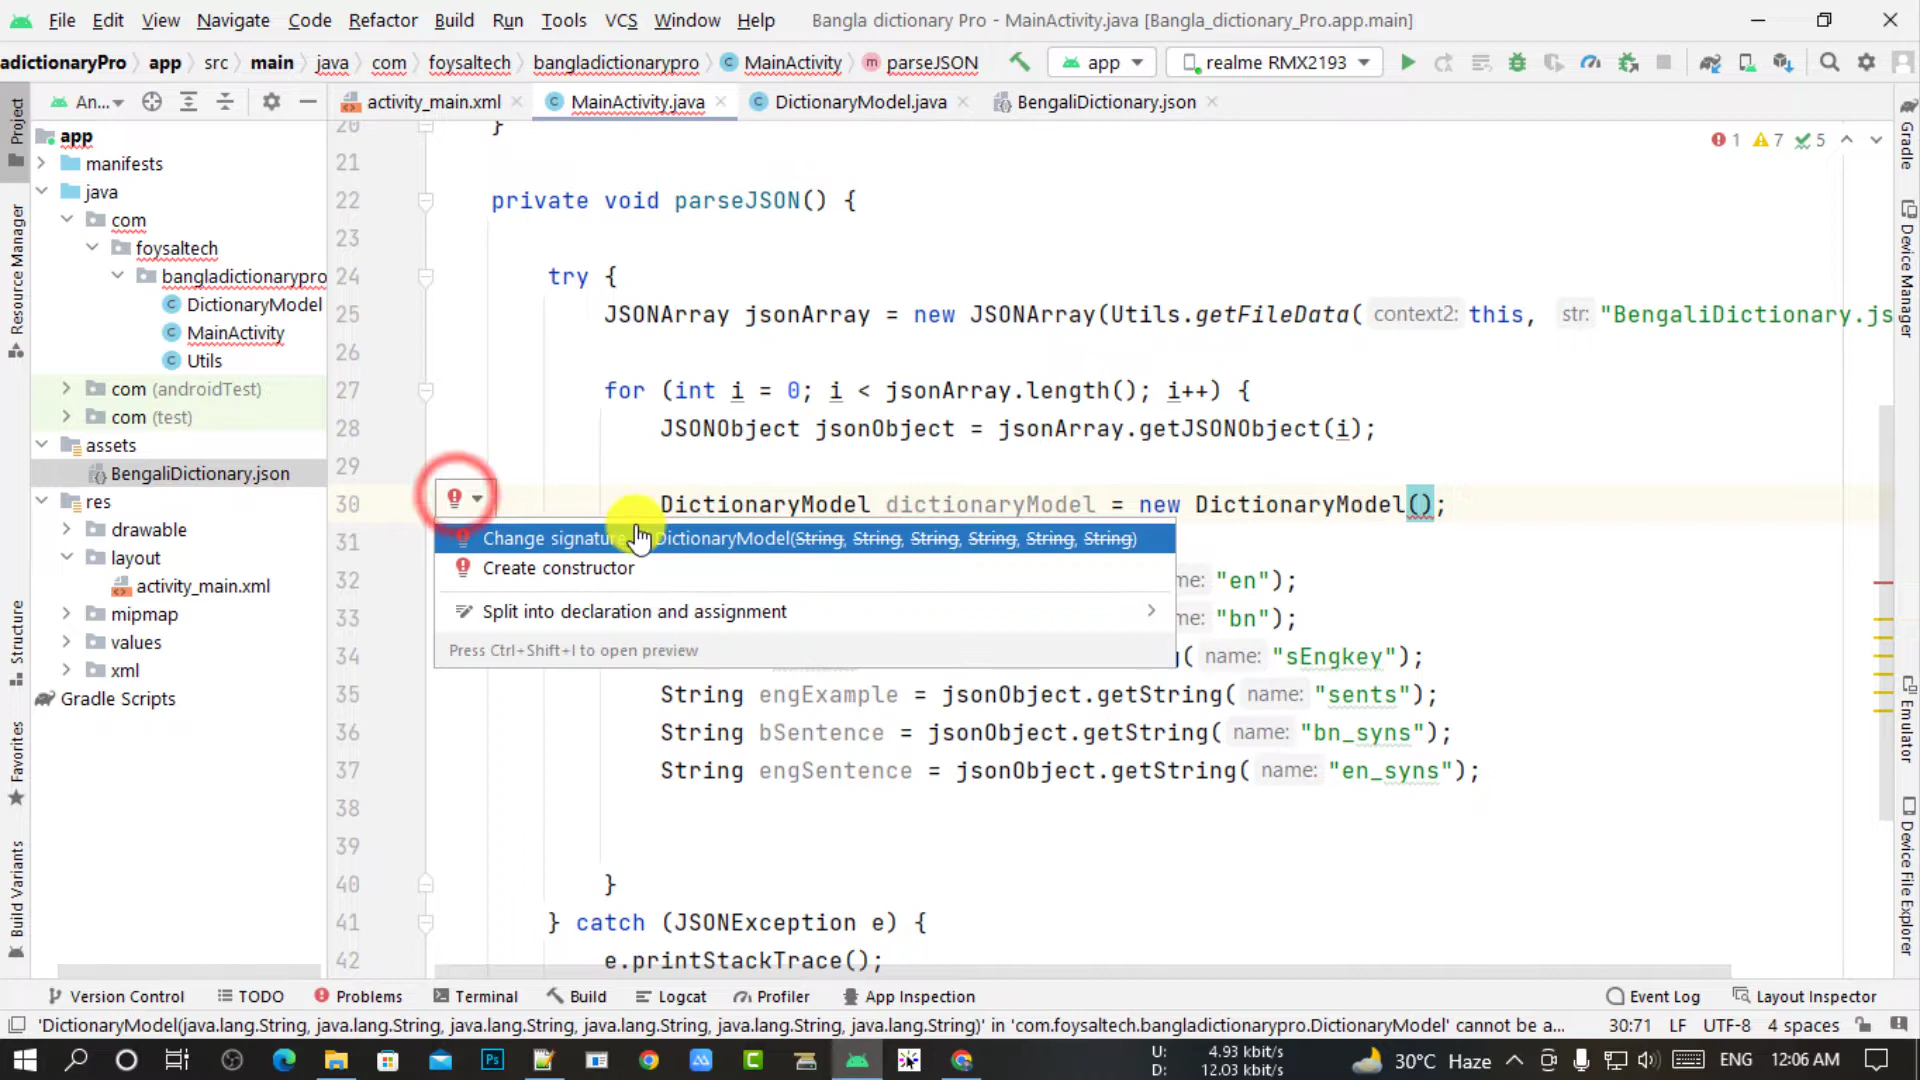 File Edit View Navigate Code Refactor Build Run Tools VCS Window Help Bangla dictionary Pro - MainActivity.java [Bangla_dictionary_Pro.app.main]
adictionaryPro app src main java com foysaltech bangladictionarypro MainActivity parseJSON app realme RMX2193
An... activity_main.xml MainActivity.java DictionaryModel.java BengaliDictionary.json
Project
Resource Manager
Structure
Favorites
Build Variants
app
manifests
java
com
foysaltech
bangladictionarypro
DictionaryModel
MainActivity
Utils
com (androidTest)
com (test)
assets
BengaliDictionary.json
res
drawable
layout
activity_main.xml
mipmap
values
xml
Gradle Scripts
1 7 5
20 }
21
22 private void parseJSON() {
23
24 try {
25 JSONArray jsonArray = new JSONArray(Utils.getFileData( context2: this, str: "BengaliDictionary.js
26
27 for (int i = 0; i < jsonArray.length(); i++) {
28 JSONObject jsonObject = jsonArray.getJSONObject(i);
29
30 DictionaryModel dictionaryModel = new DictionaryModel();
31 Change signature DictionaryModel(String, String, String, String, String, String)
Create constructor
32 me: "en");
Split into declaration and assignment
33 me: "bn");
Press Ctrl+Shift+I to open preview
34 g( name: "sEngkey");
35 String engExample = jsonObject.getString( name: "sents");
36 String bSentence = jsonObject.getString( name: "bn_syns");
37 String engSentence = jsonObject.getString( name: "en_syns");
38
39
40 }
41 } catch (JSONException e) {
42 e.printStackTrace();
Gradle
Device Manager
Emulator
Device File Explorer
Version Control TODO Problems Terminal Build Logcat Profiler App Inspection Event Log Layout Inspector
'DictionaryModel(java.lang.String, java.lang.String, java.lang.String, java.lang.String, java.lang.String, java.lang.String)' in 'com.foysaltech.bangladictionarypro.DictionaryModel' cannot be a... 30:71 LF UTF-8 4 spaces
Ps C U: 4.93 kbit/s
D: 12.03 kbit/s
30°C Haze ENG 12:06 AM